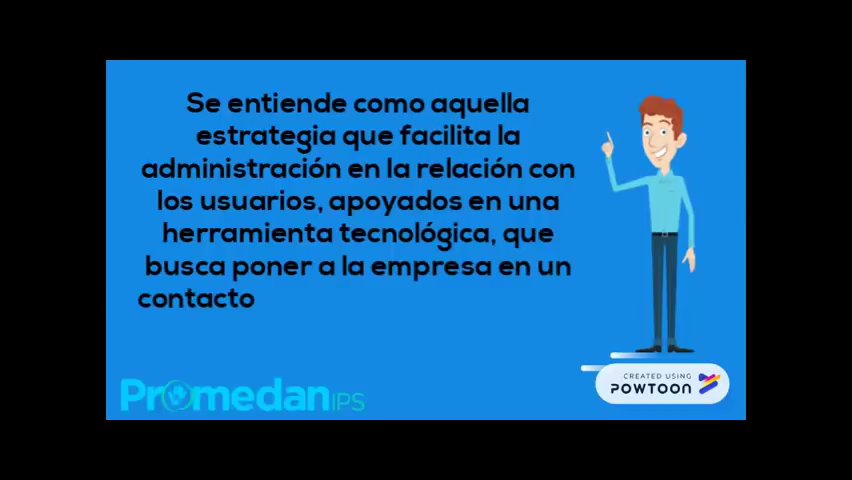 Se entiende como aquella
estrategia que facilita la
administración en la relación con
los usuarios, apoyados en una
herramienta tecnológica, que
busca poner a la empresa en un
contacto
Promedan IPS
CREATED USING
POWTOON